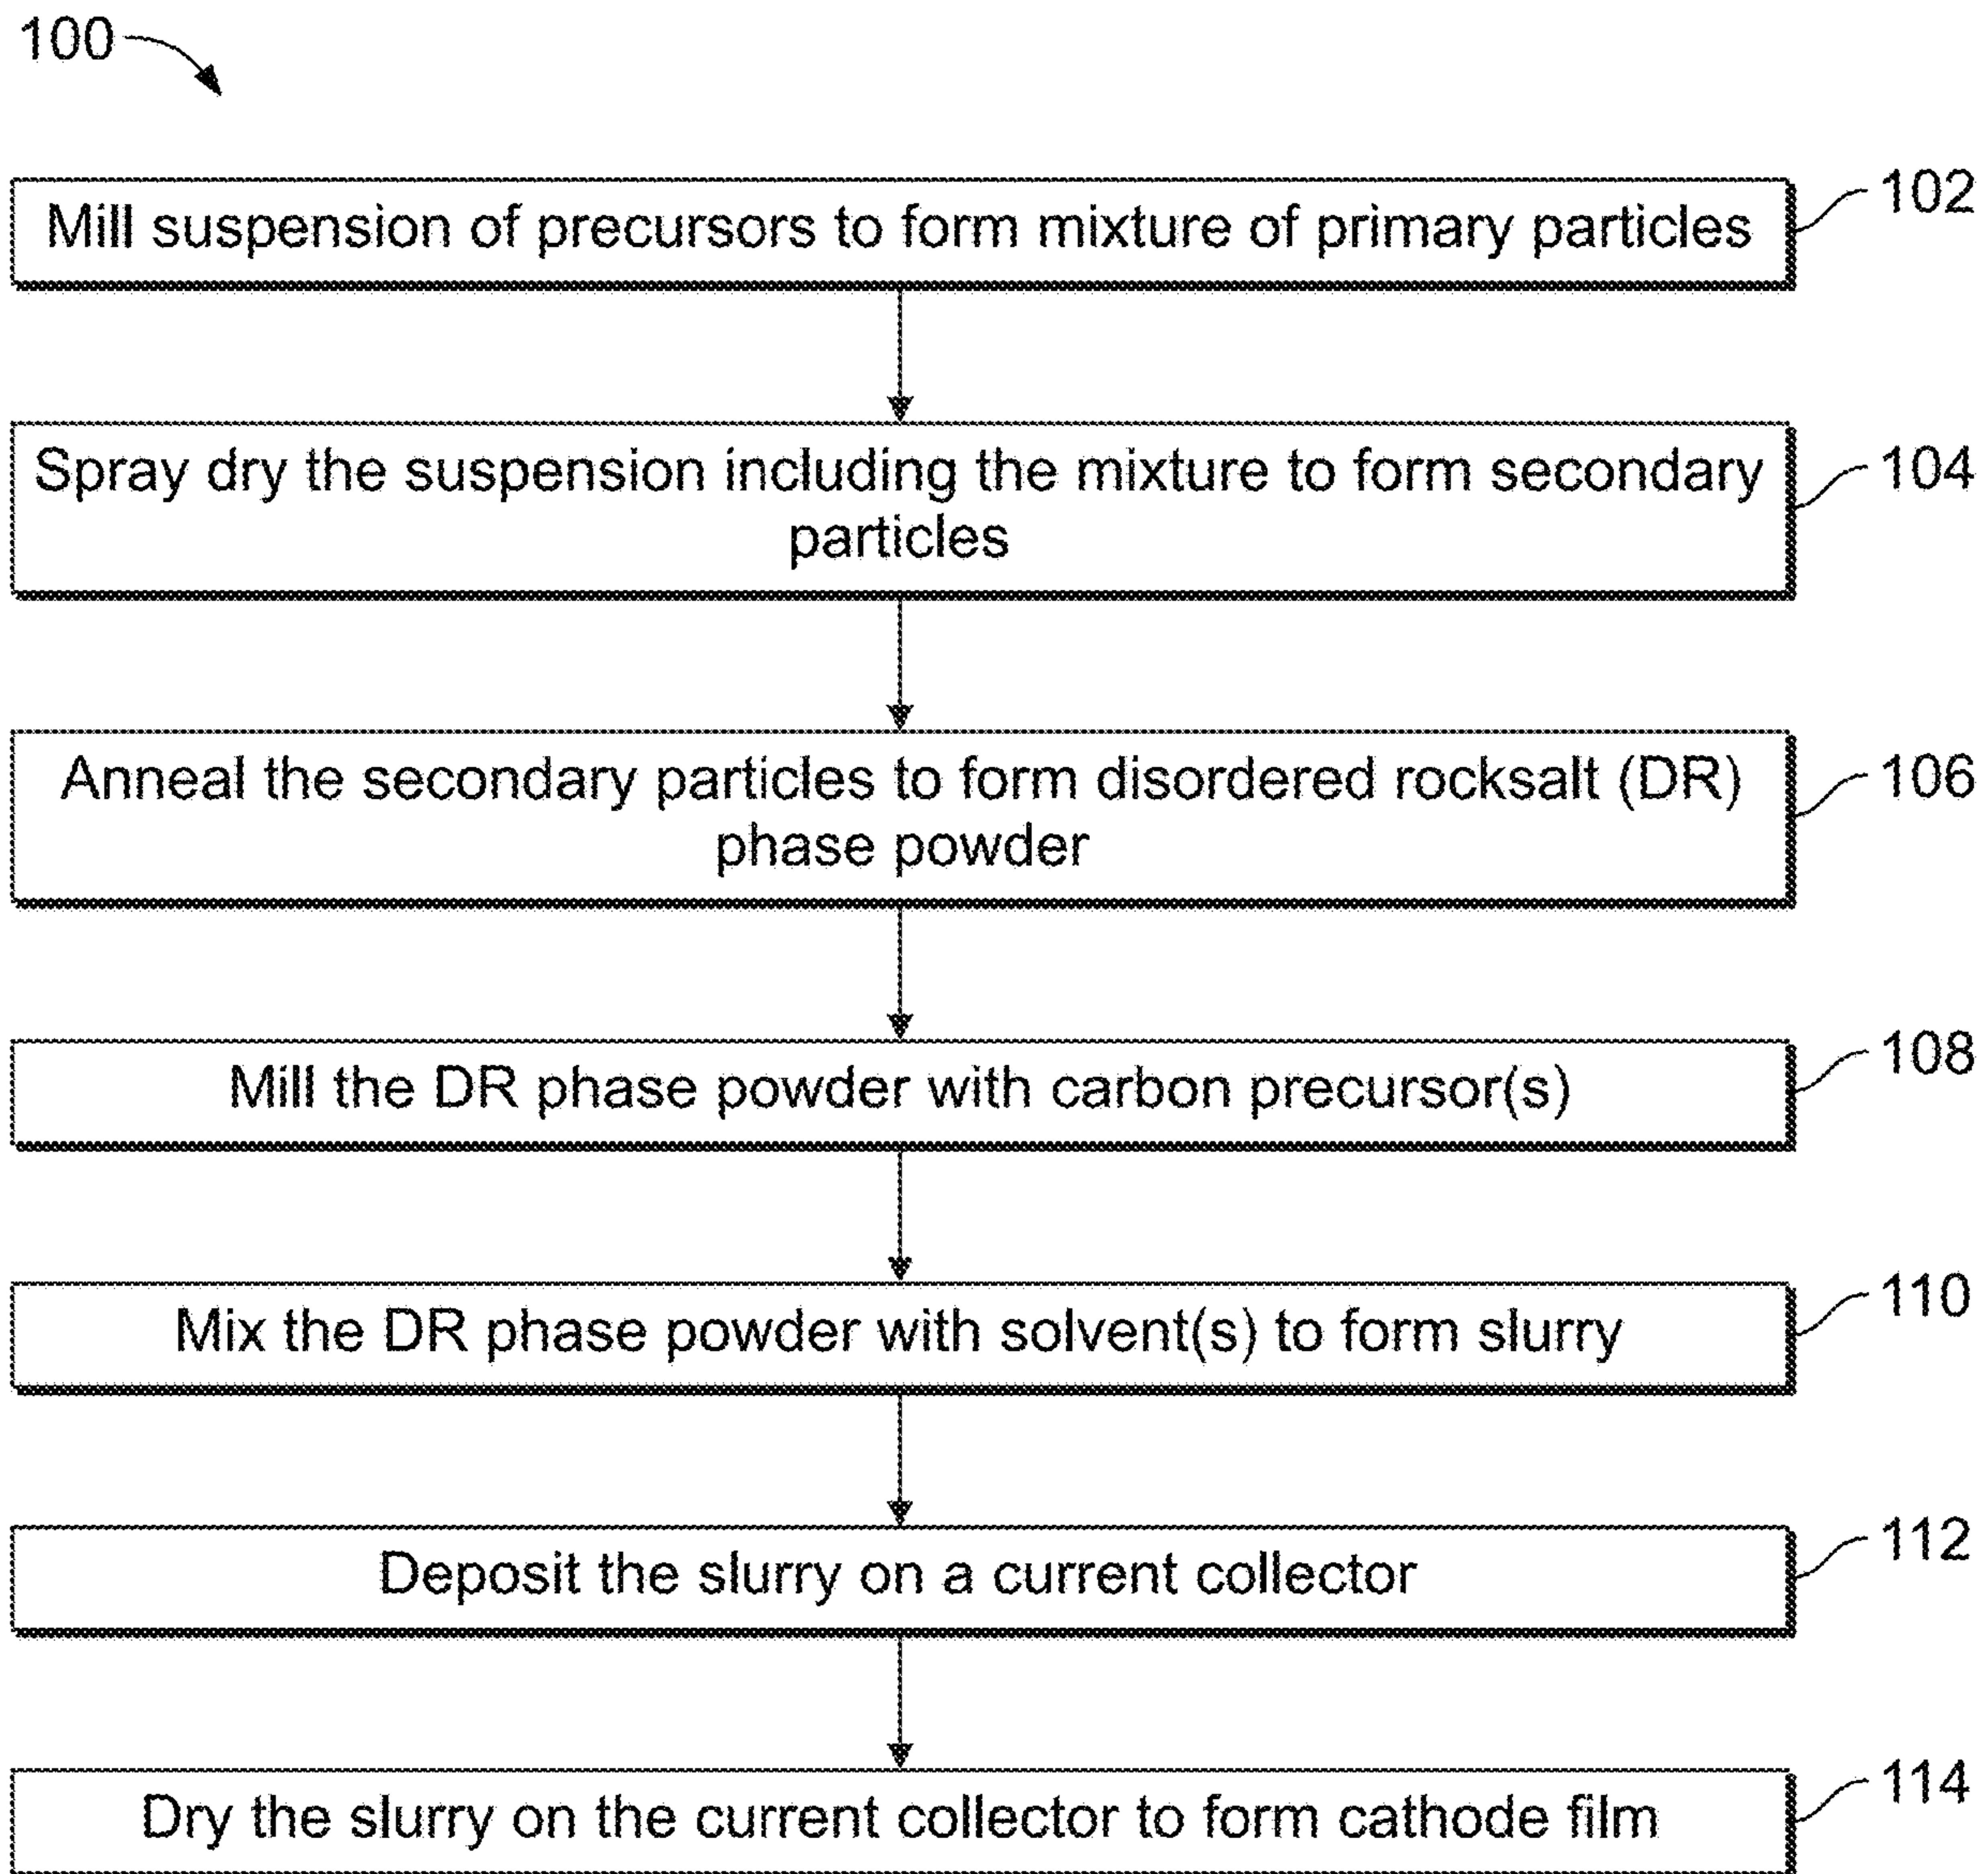 100
Mill suspension of precursors to form mixture of primary particles
102
Spray dry the suspension including the mixture to form secondary
particles
104
Anneal the secondary particles to form disordered rocksalt (DR)
phase powder
106
Mill the DR phase powder with carbon precursor(s)
108
Mix the DR phase powder with solvent(s) to form slurry
110
Deposit the slurry on a current collector
112
Dry the slurry on the current collector to form cathode film
114